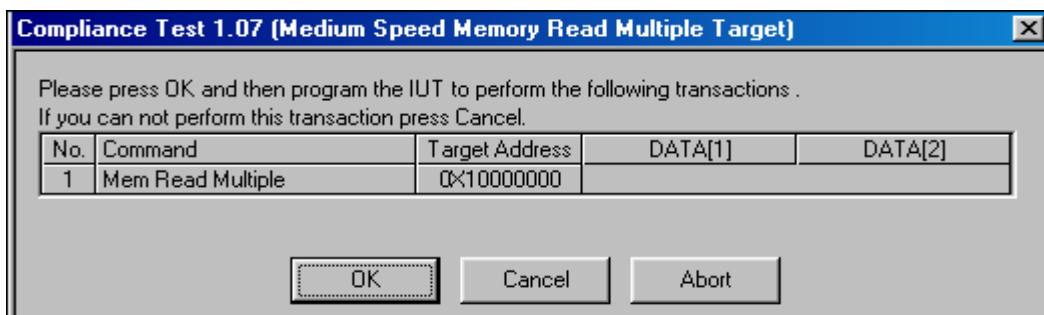 Compliance Test 1.07 (Medium Speed Memory Read Multiple Target)
Please press OK and then program the IUT to perform the following transactions .
If you can not perform this transaction press Cancel.
No. Command Target Address DATA[1] DATA[2]
1 Mem Read Multiple 0X10000000
OK Cancel Abort